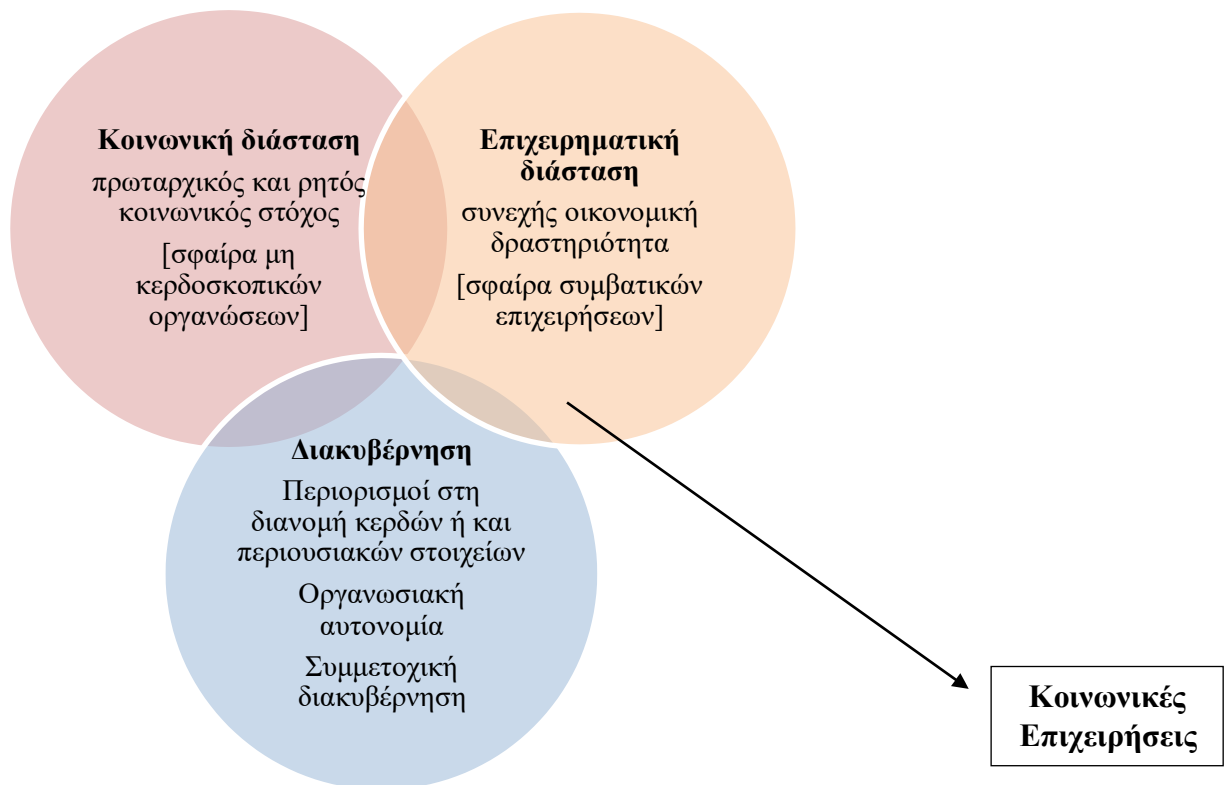 Κοινωνική διάσταση
πρωταρχικός και ρητός
κοινωνικός στόχος
[σφαίρα μη
κερδοσκοπικών
οργανώσεων]
Επιχειρηματική
διάσταση
συνεχής οικονομική
δραστηριότητα
[σφαίρα συμβατικών
επιχειρήσεων]
Διακυβέρνηση
Περιορισμοί στη
διανομή κερδών ή και
περιουσιακών στοιχείων
Οργανωσιακή
αυτονομία
Συμμετοχική
διακυβέρνηση
Κοινωνικές
Επιχειρήσεις